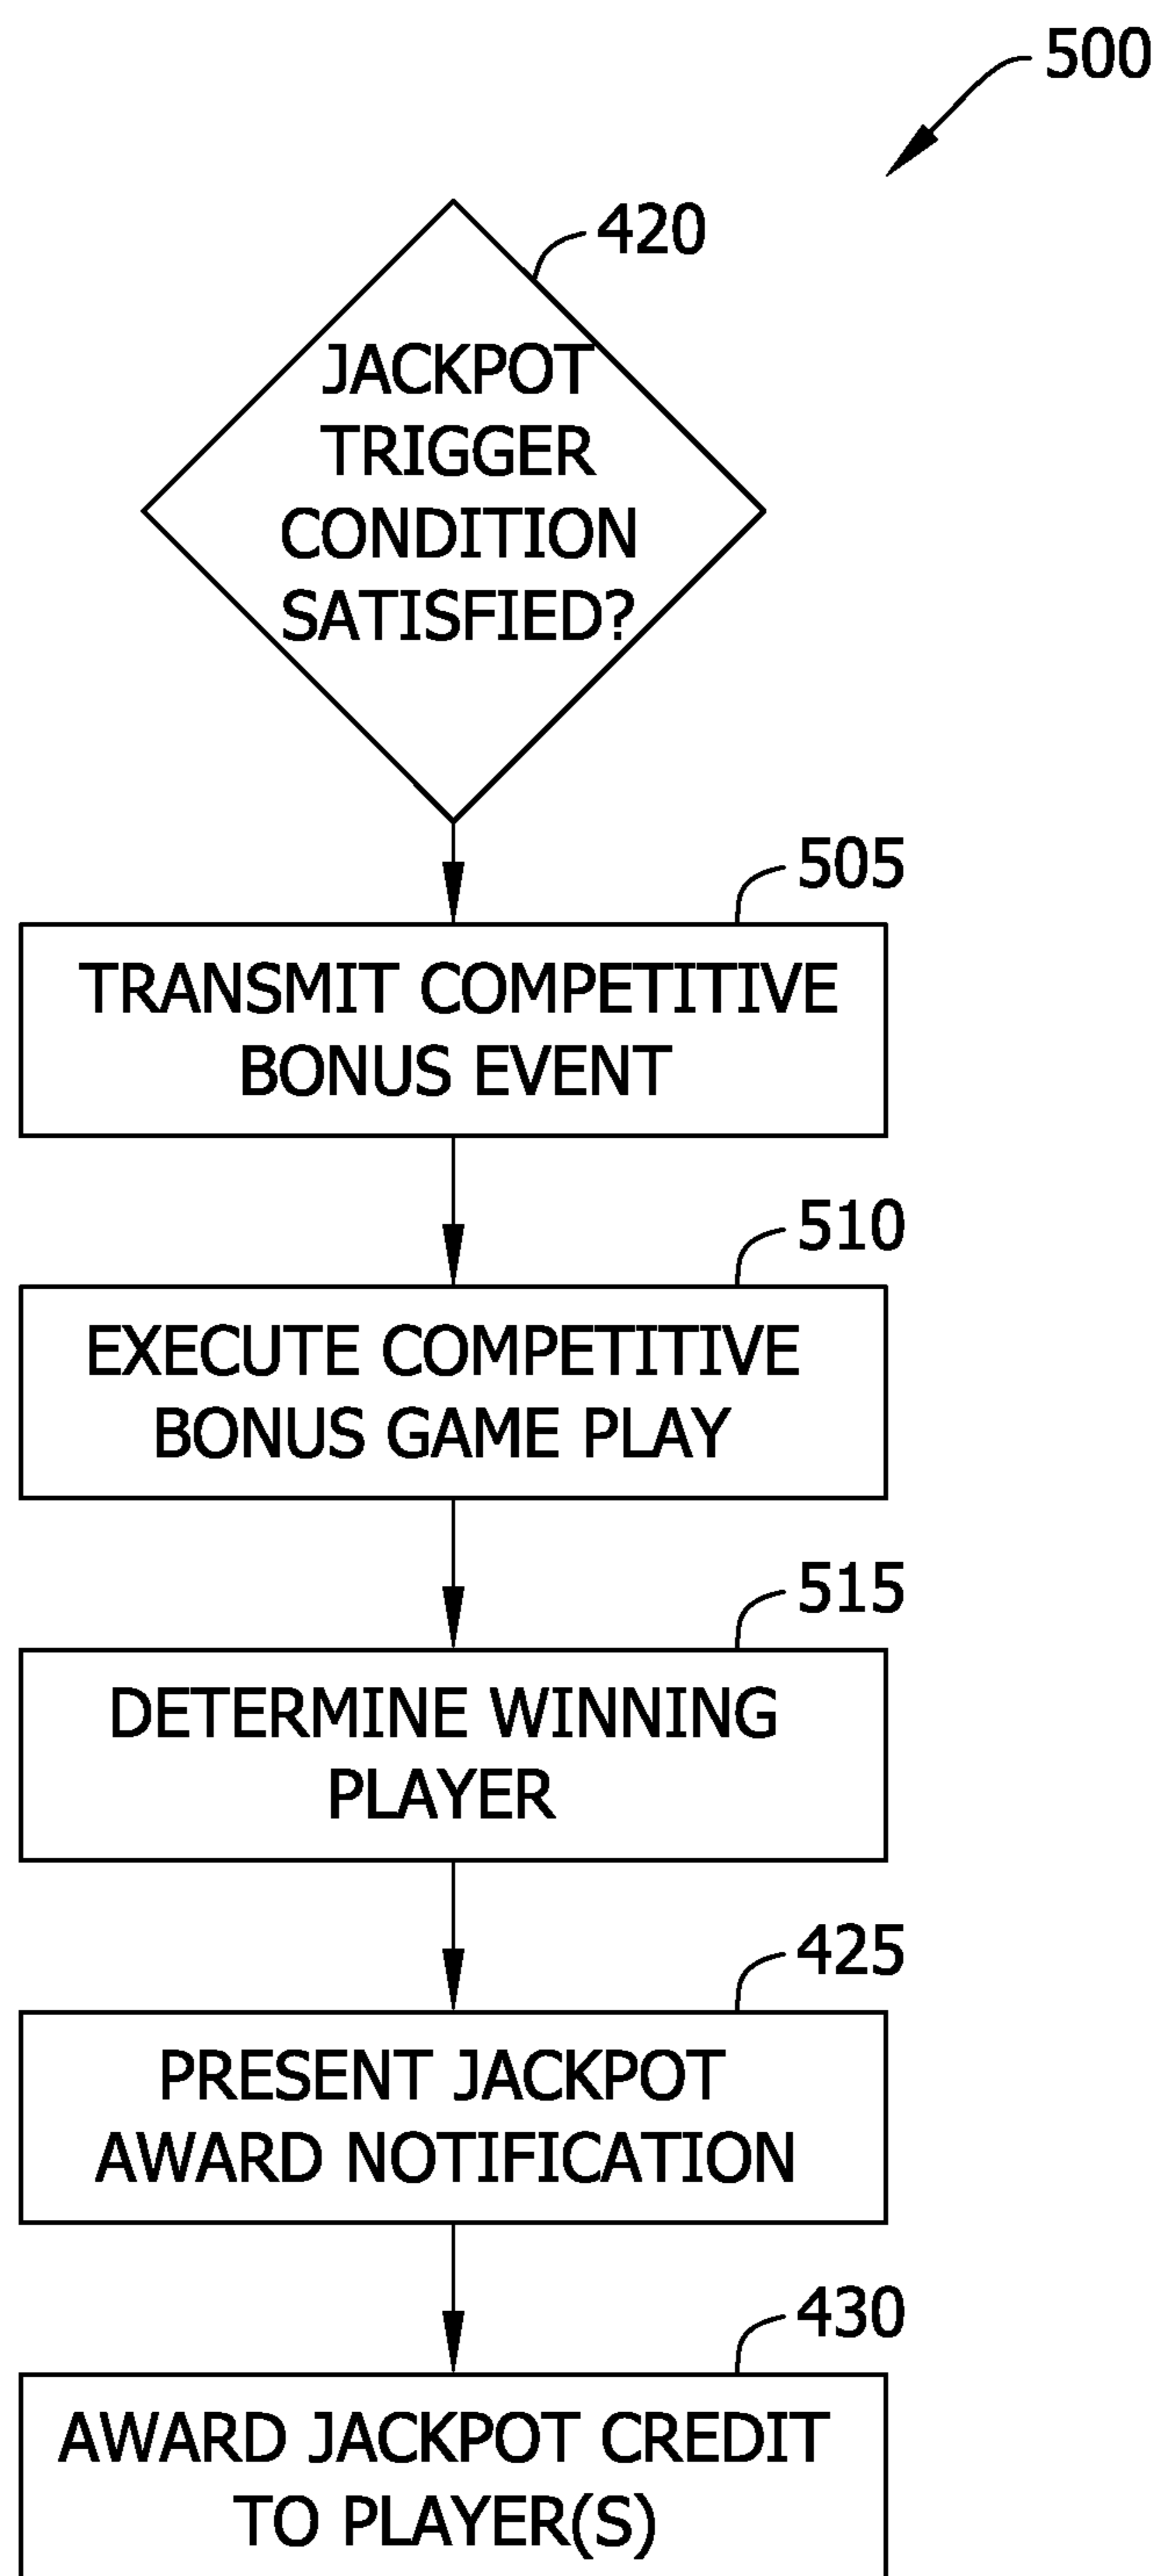 500
420
JACKPOT
TRIGGER
CONDITION
SATISFIED?
505
TRANSMIT COMPETITIVE
BONUS EVENT
510
EXECUTE COMPETITIVE
BONUS GAME PLAY
515
DETERMINE WINNING
PLAYER
425
PRESENT JACKPOT
AWARD NOTIFICATION
430
AWARD JACKPOT CREDIT
TO PLAYER(S)